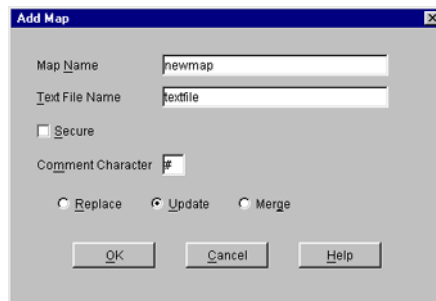 Add Map
Map Name newmap
Text File Name textfile
Secure
Comment Character #
Replace Update Merge
OK Cancel Help